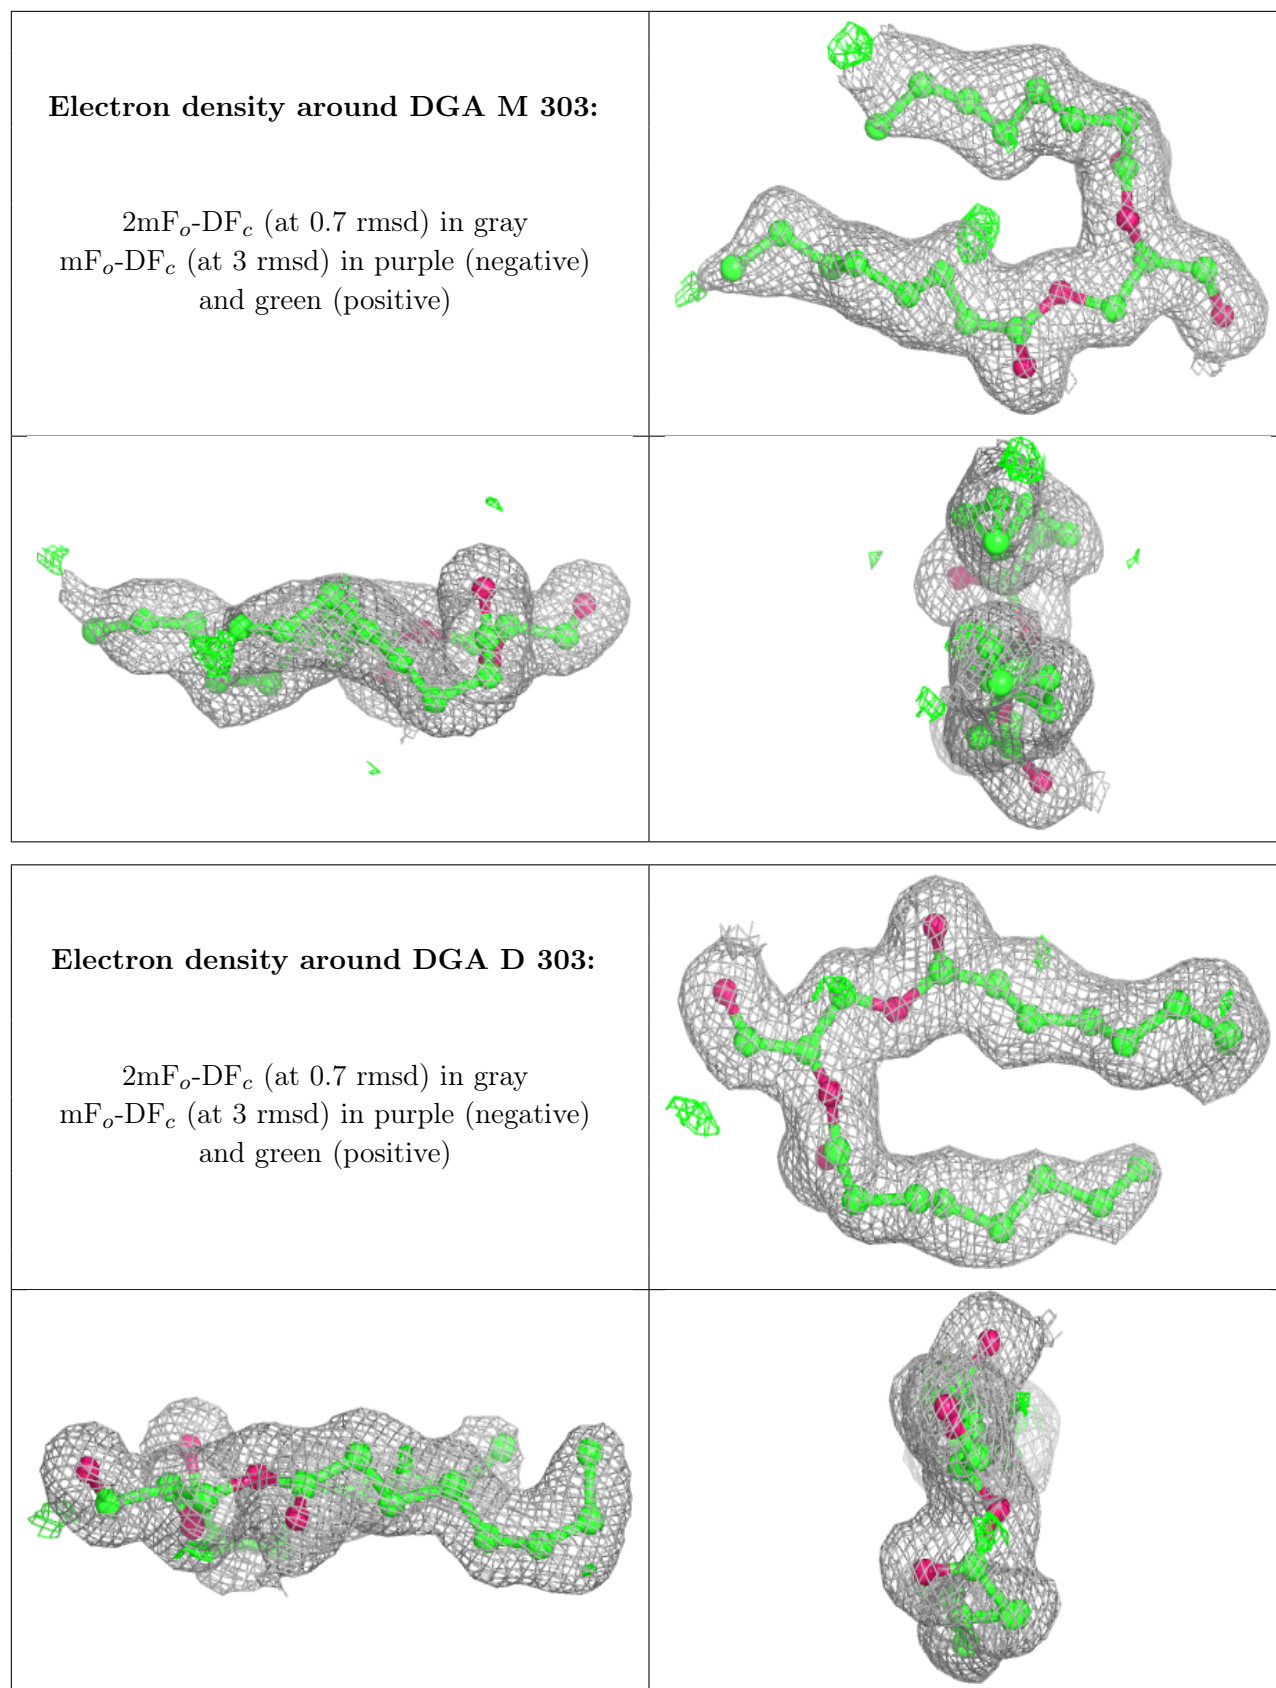 Electron density around DGA M 303:
2mFo-DFc (at 0.7 rmsd) in gray
mFo-DFc (at 3 rmsd) in purple (negative)
and green (positive)
Electron density around DGA D 303:
2mFo-DFc (at 0.7 rmsd) in gray
mFo-DFc (at 3 rmsd) in purple (negative)
and green (positive)